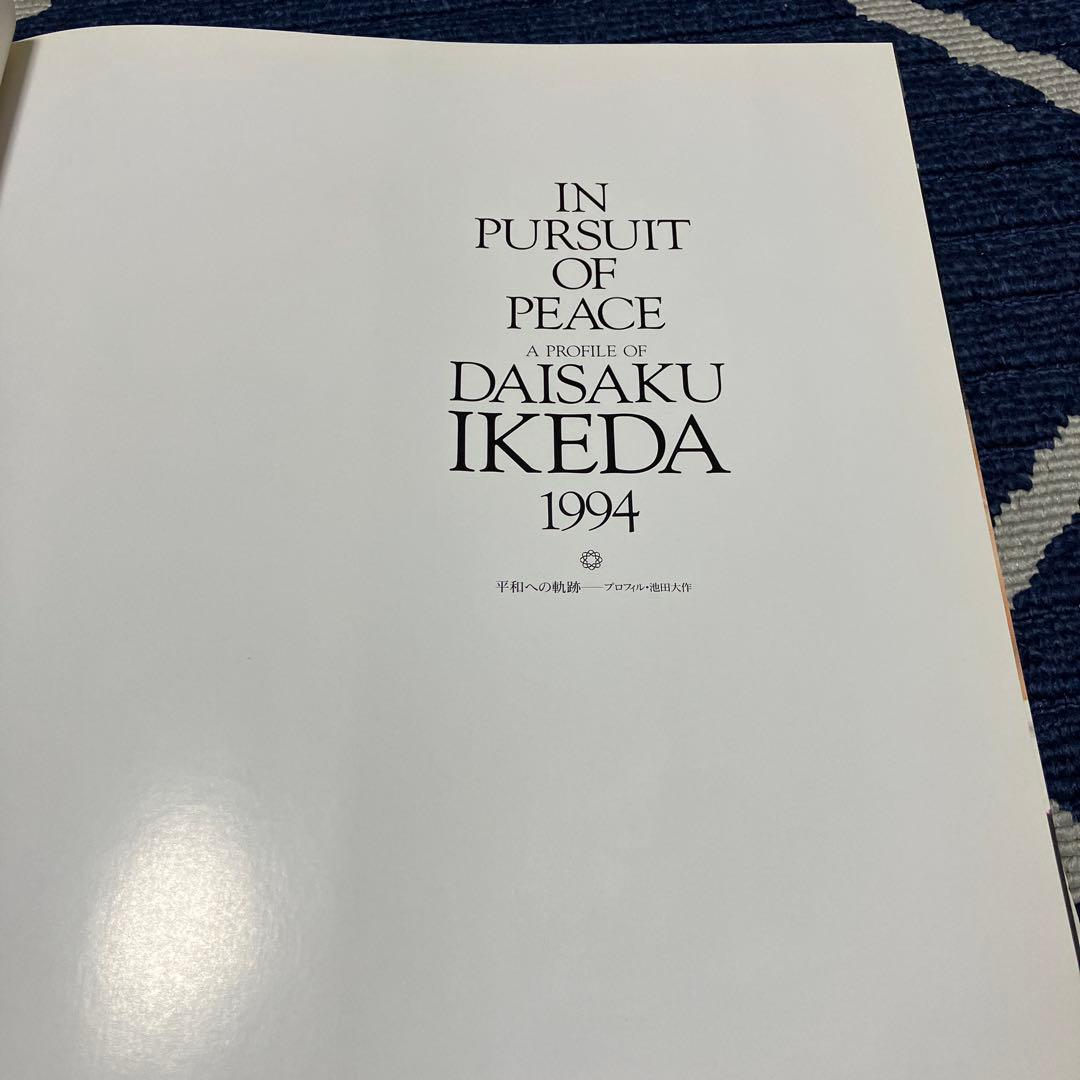 IN
PURSUIT
OF
PEACE
A PROFILE OF
DAISAKU
IKEDA
1994
平和への軌跡──プロフィル・池田大作